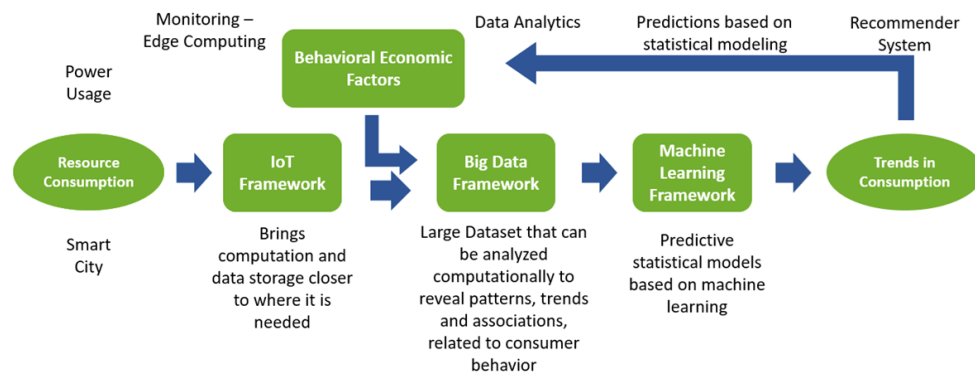 Monitoring –
Edge Computing
Data Analytics
Predictions based on
statistical modeling
Recommender
System
Behavioral Economic
Factors
Power
Usage
Resource
Consumption
IoT
Framework
Big Data
Framework
Machine
Learning
Framework
Trends in
Consumption
Smart
City
Brings
computation and
data storage closer
to where it is
needed
Large Dataset that can
be analyzed
computationally to
reveal patterns, trends
and associations,
related to consumer
behavior
Predictive
statistical models
based on machine
learning